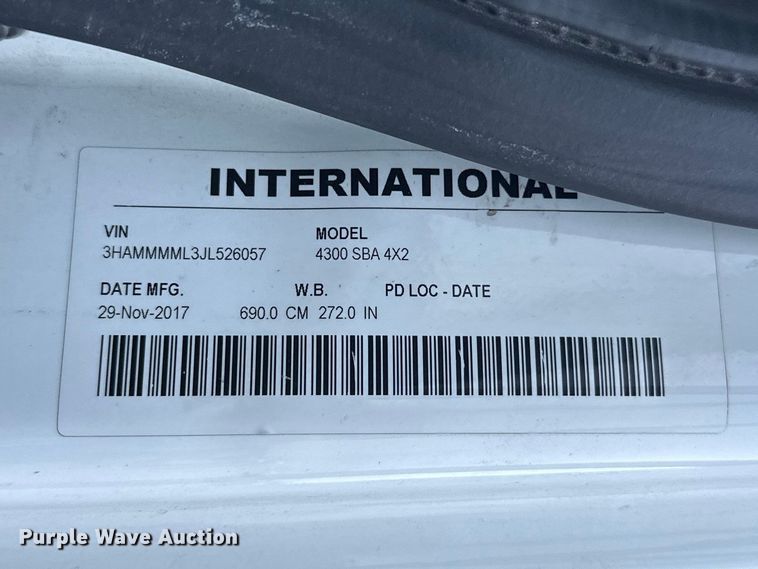 INTERNATIONAL
VIN MODEL
3HAMMMML3JL526057 4300 SBA 4X2
DATE MFG. W.B. PD LOC - DATE
29-Nov-2017 690.0 CM 272.0 IN
Purple Wave Auction